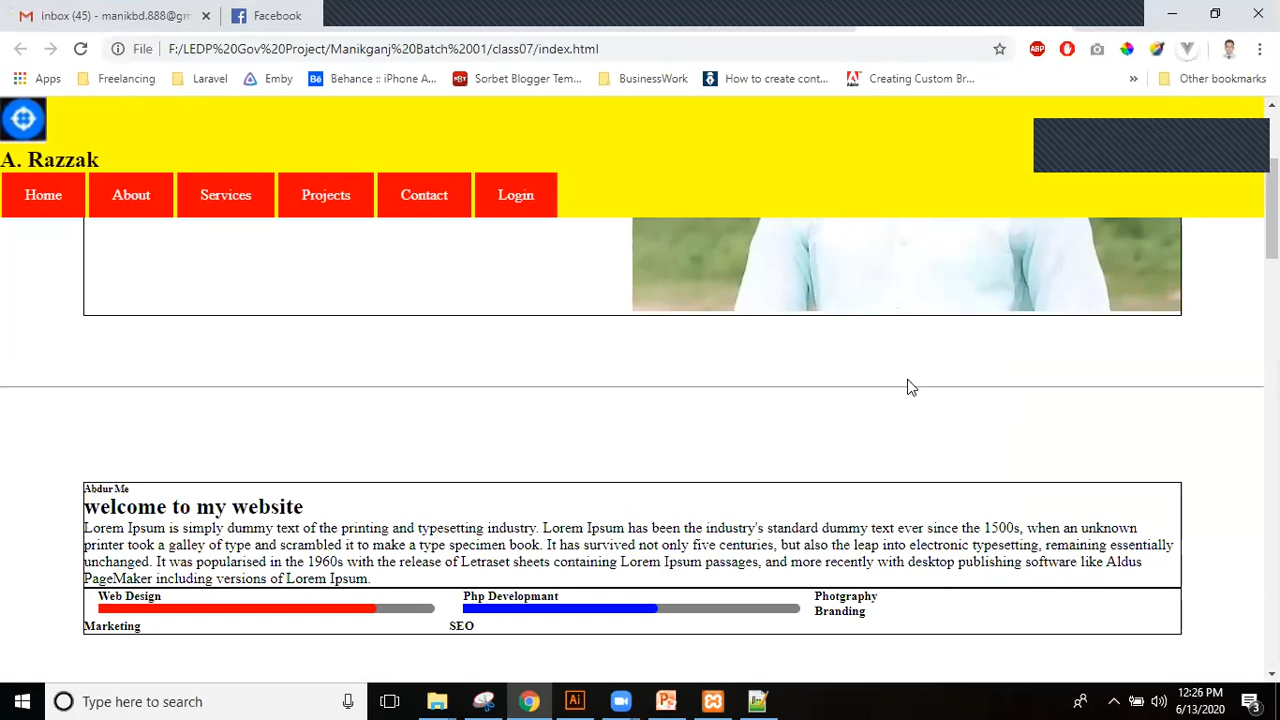 inbox (45) - manikbd.888@gm
Facebook
File
F:/LEDP%20Gov%20Project/Manikganj%20Batch%2001/class07/index.html
ABP
Apps
Freelancing
Laravel
Emby
Bē
Behance :: iPhone A...
Sorbet Blogger Tem...
BusinessWork
How to create cont...
Creating Custom Br...
»
Other bookmarks
A. Razzak
Home
About
Services
Projects
Contact
Login
Abdur Me
welcome to my website
Lorem Ipsum is simply dummy text of the printing and typesetting industry. Lorem Ipsum has been the industry's standard dummy text ever since the 1500s, when an unknown
printer took a galley of type and scrambled it to make a type specimen book. It has survived not only five centuries, but also the leap into electronic typesetting, remaining essentially
unchanged. It was popularised in the 1960s with the release of Letraset sheets containing Lorem Ipsum passages, and more recently with desktop publishing software like Aldus
PageMaker including versions of Lorem Ipsum.
Web Design
Php Developmant
Photgraphy
Branding
Marketing
SEO
Type here to search
Ai
12:26 PM
6/13/2020
3